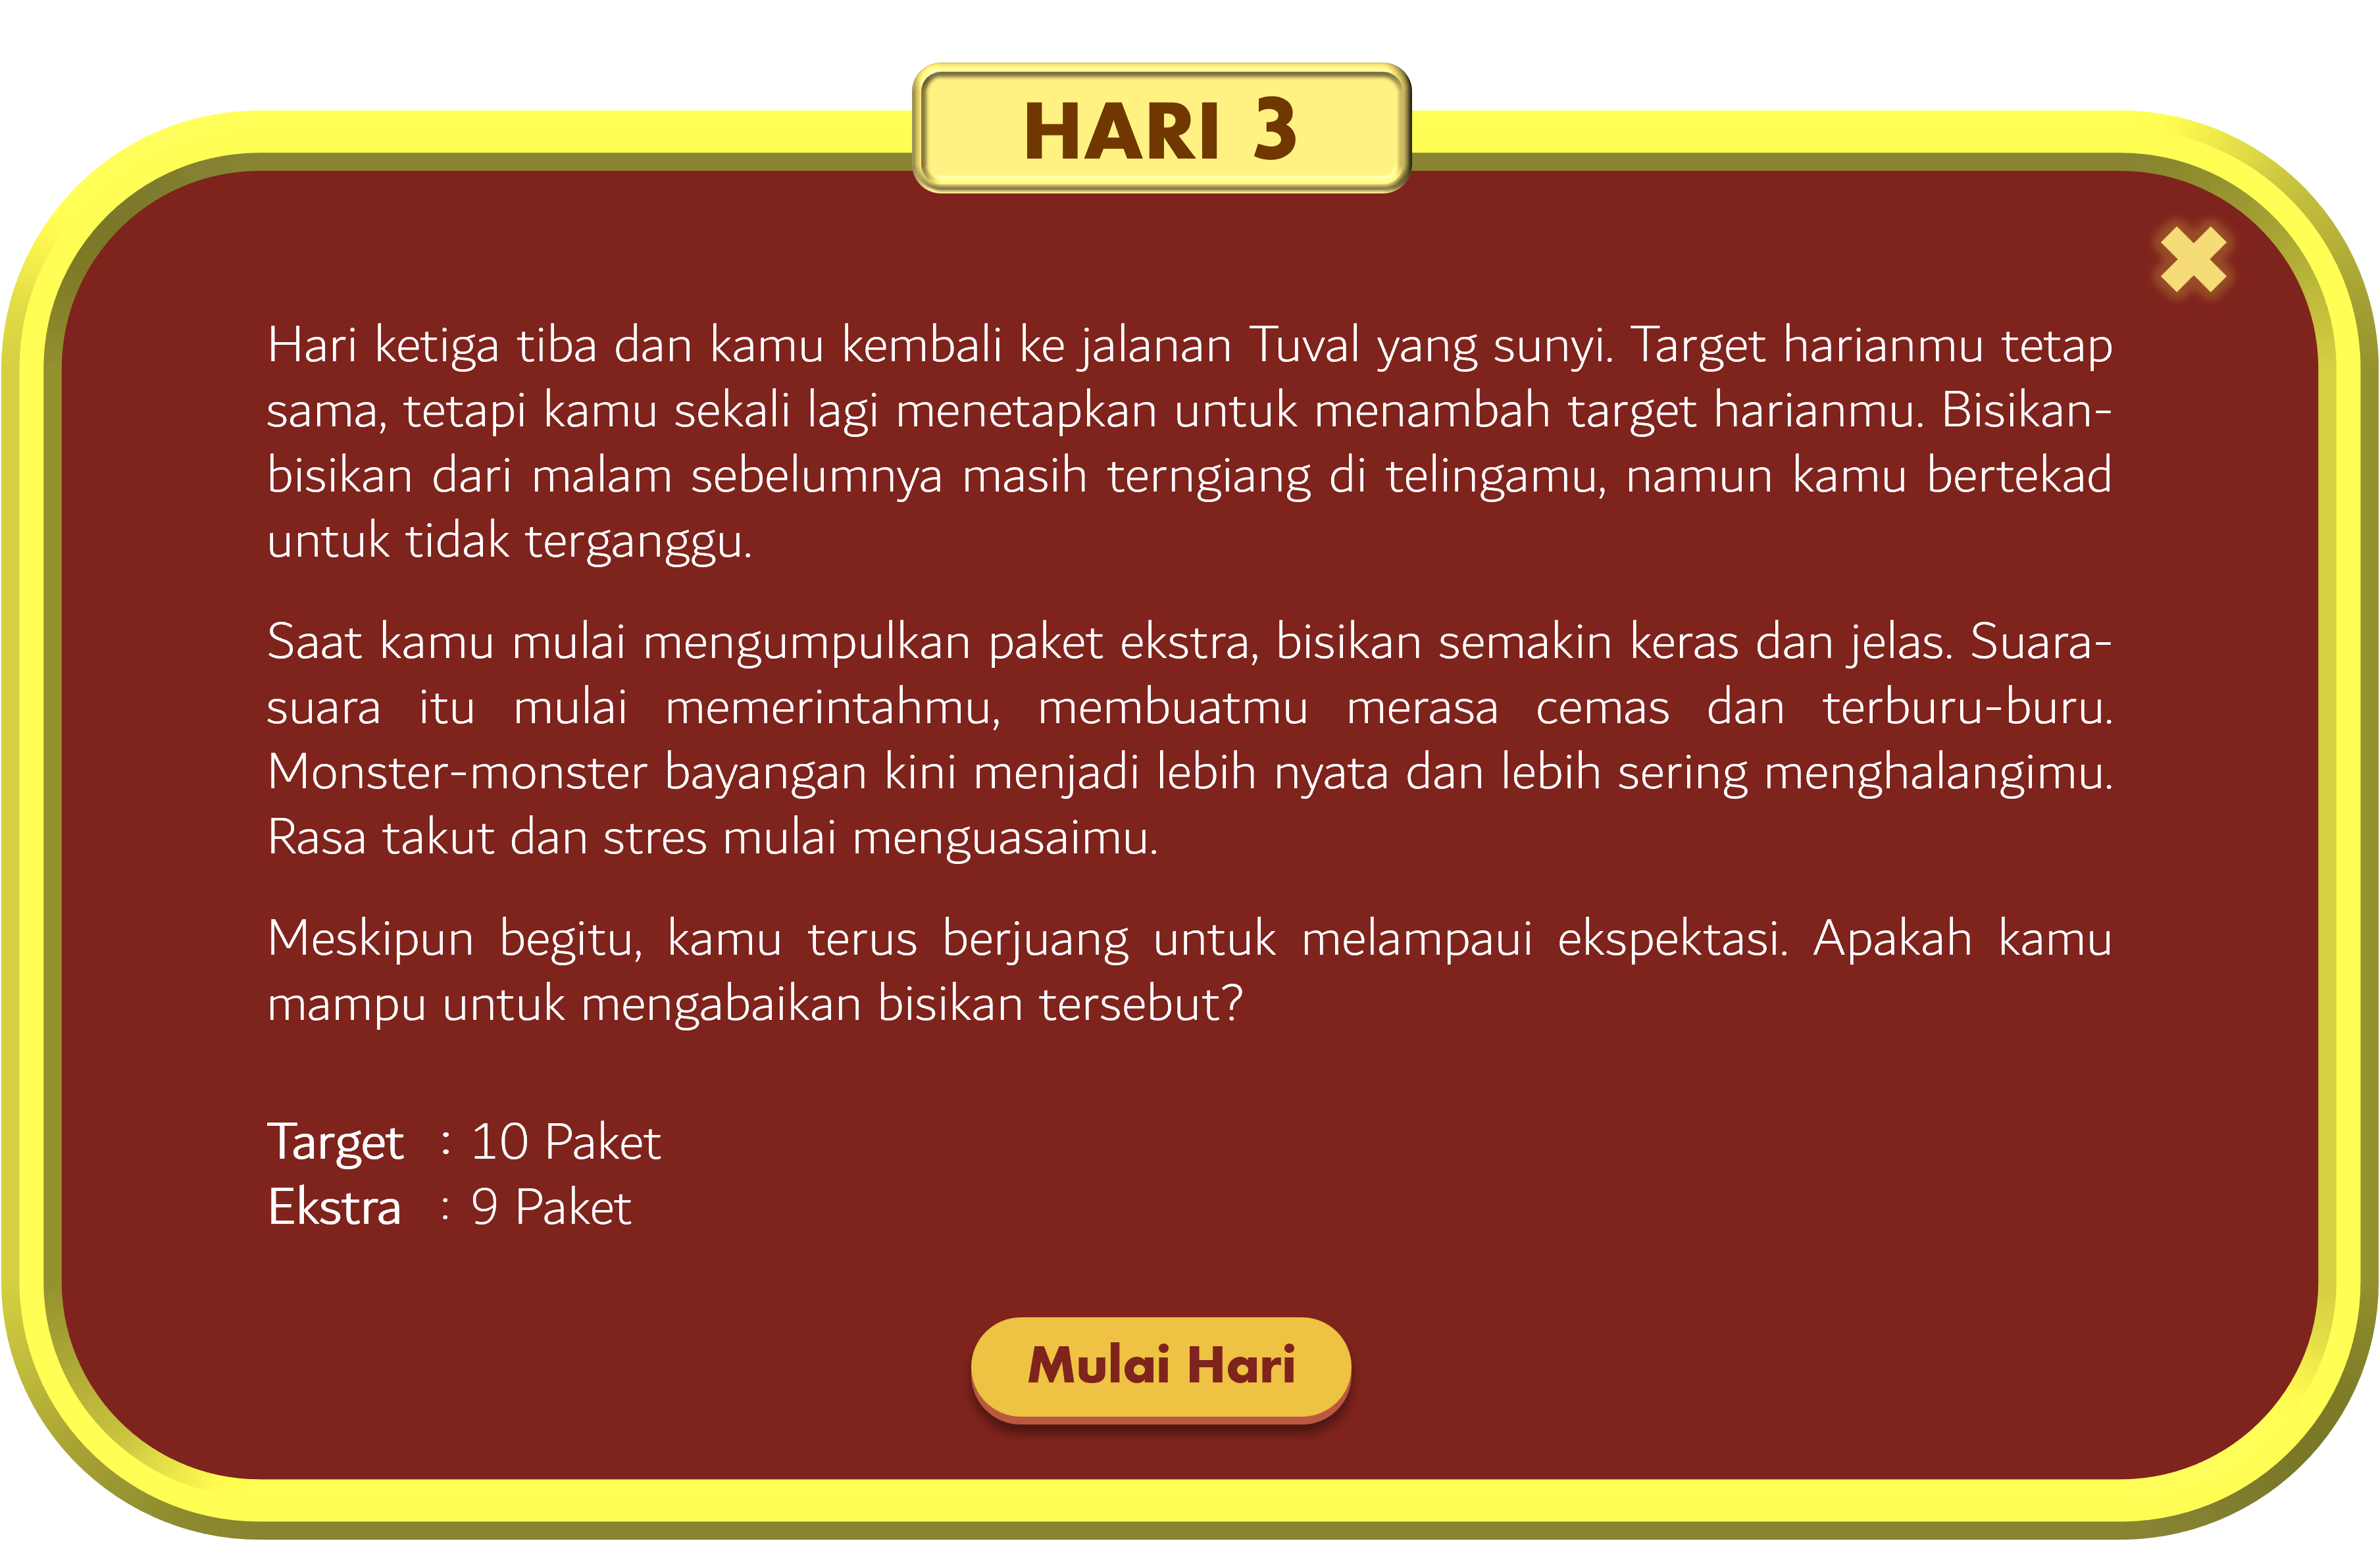 HARI 3
Hari ketiga tiba dan kamu kembali ke jalanan Tuval yang sunyi. Target harianmu tetap
sama, tetapi kamu sekali lagi menetapkan untuk menambah target harianmu. Bisikan-
bisikan dari malam sebelumnya masih terngiang di telingamu, namun kamu bertekad
untuk tidak terganggu.
Saat kamu mulai mengumpulkan paket ekstra, bisikan semakin keras dan jelas. Suara-
suara itu mulai memerintahmu, membuatmu merasa cemas dan terburu-buru.
Monster-monster bayangan kini menjadi lebih nyata dan lebih sering menghalangimu.
Rasa takut dan stres mulai menguasaimu.
Meskipun begitu, kamu terus berjuang untuk melampaui ekspektasi. Apakah kamu
mampu untuk mengabaikan bisikan tersebut?
Target : 10 Paket
Ekstra : 9 Paket
Mulai Hari